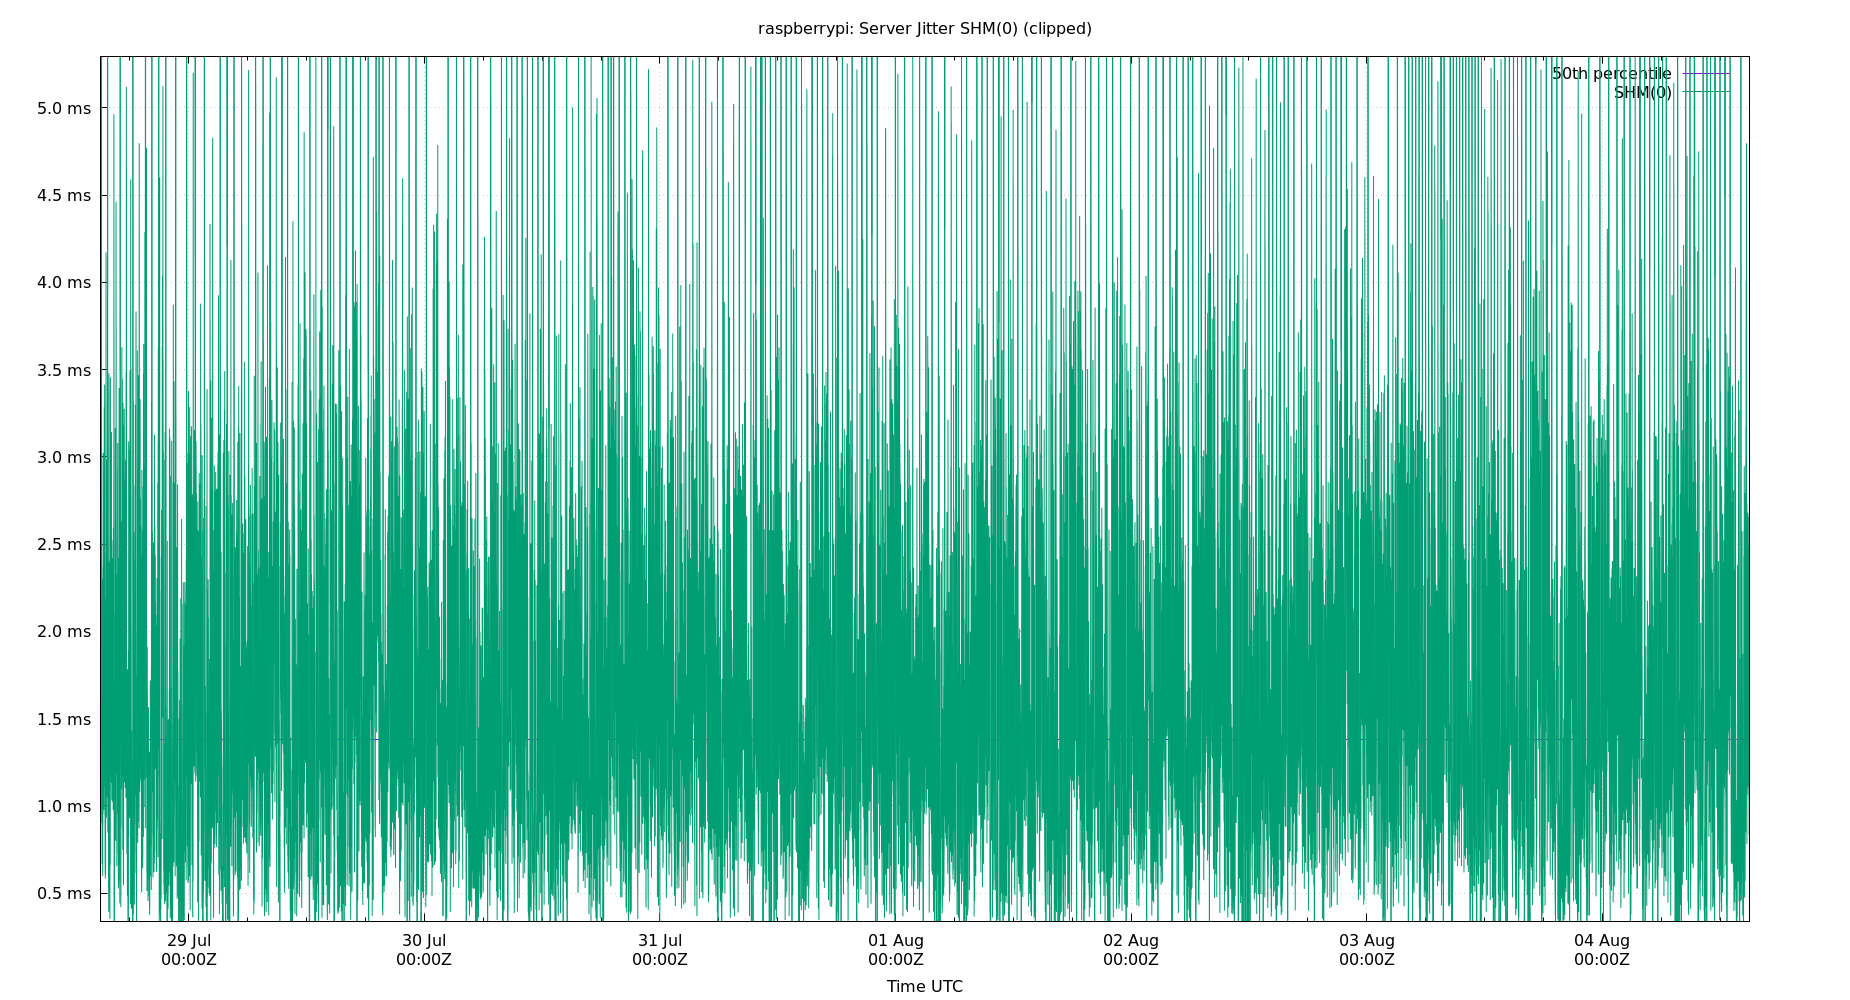 raspberrypi: Server Jitter SHM(0) (clipped)
50th percentile
SHM(0)
5.0 ms
4.5 ms
4.0 ms
3.5 ms
3.0 ms
2.5 ms
2.0 ms
1.5 ms
1.0 ms
0.5 ms
29 Jul 30 Jul 31 Jul 01 Aug 02 Aug 03 Aug 04 Aug
00:00Z 00:00Z 00:00Z 00:00Z 00:00Z 00:00Z 00:00Z
Time UTC